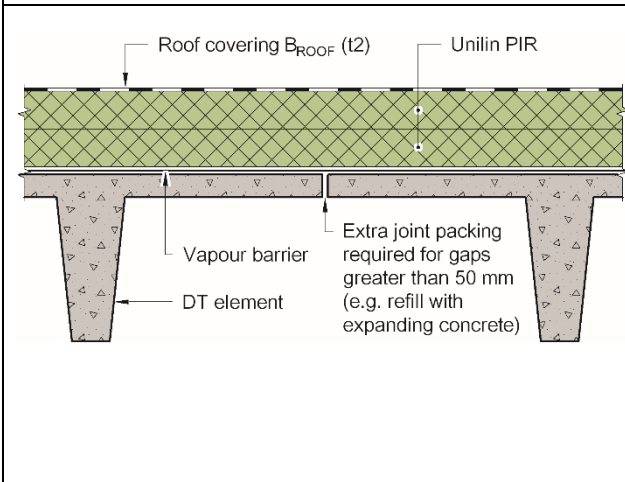 Roof covering BROOF (t2)
Unilin PIR
Vapour barrier
DT element
Extra joint packing
required for gaps
greater than 50 mm
(e.g. refill with
expanding concrete)